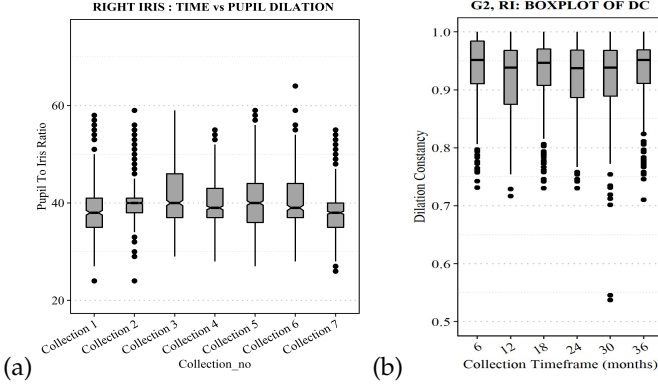 RIGHT IRIS : TIME vs PUPIL DILATION
Pupil To Iris Ratio
60
40
20
Collection 1
Collection 2
Collection 3
Collection 4
Collection 5
Collection 6
Collection 7
Collection_no
(a)
G2, RI: BOXPLOT OF DC
Dilation Constancy
1.0
0.9
0.8
0.7
0.6
0.5
6
12
18
24
30
36
Collection Timeframe (months)
(b)